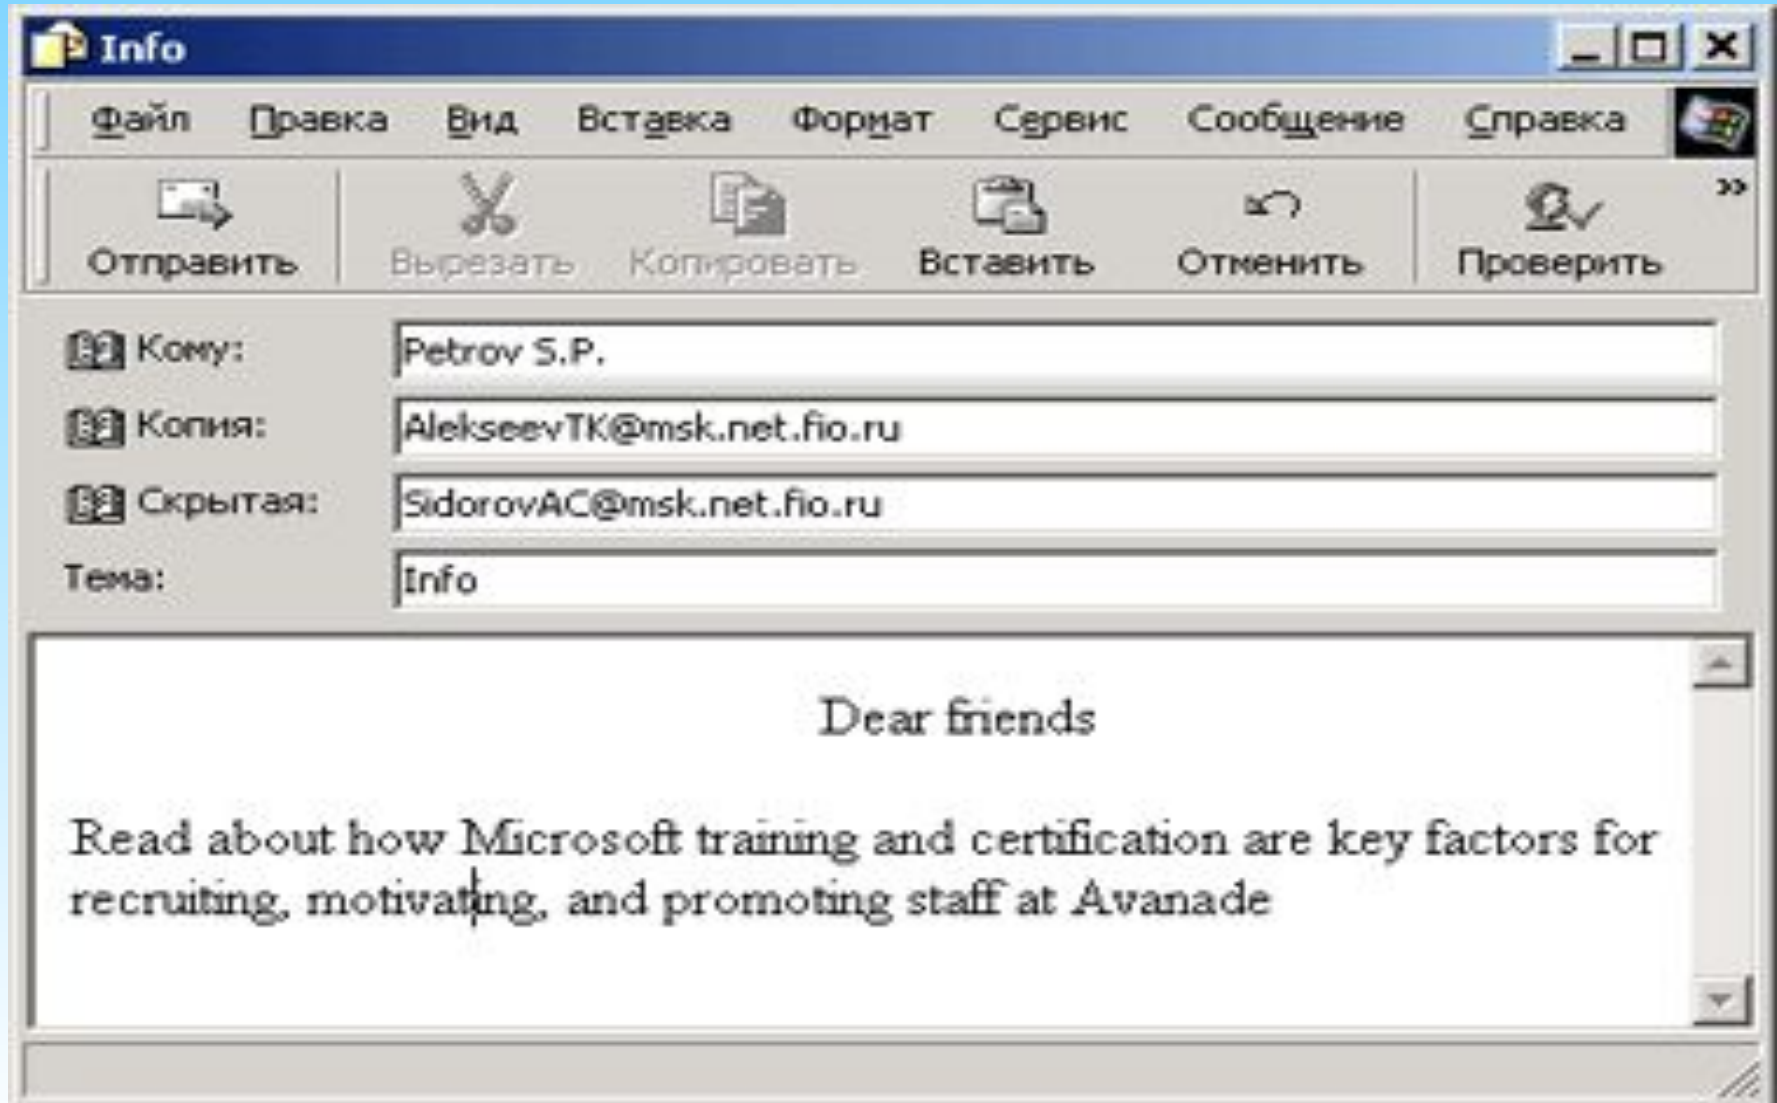 Info
Файл Правка Вид Вставка Формат Сервис Сообщение Справка
Отправить Вырезать Копировать Вставить Отменить Проверить
Кому: Petrov S.P.
Копия: AlekseevTK@msk.net.fio.ru
Скрытая: SidorovAC@msk.net.fio.ru
Тема: Info
Dear friends
Read about how Microsoft training and certification are key factors for
recruiting, motivating, and promoting staff at Avanade